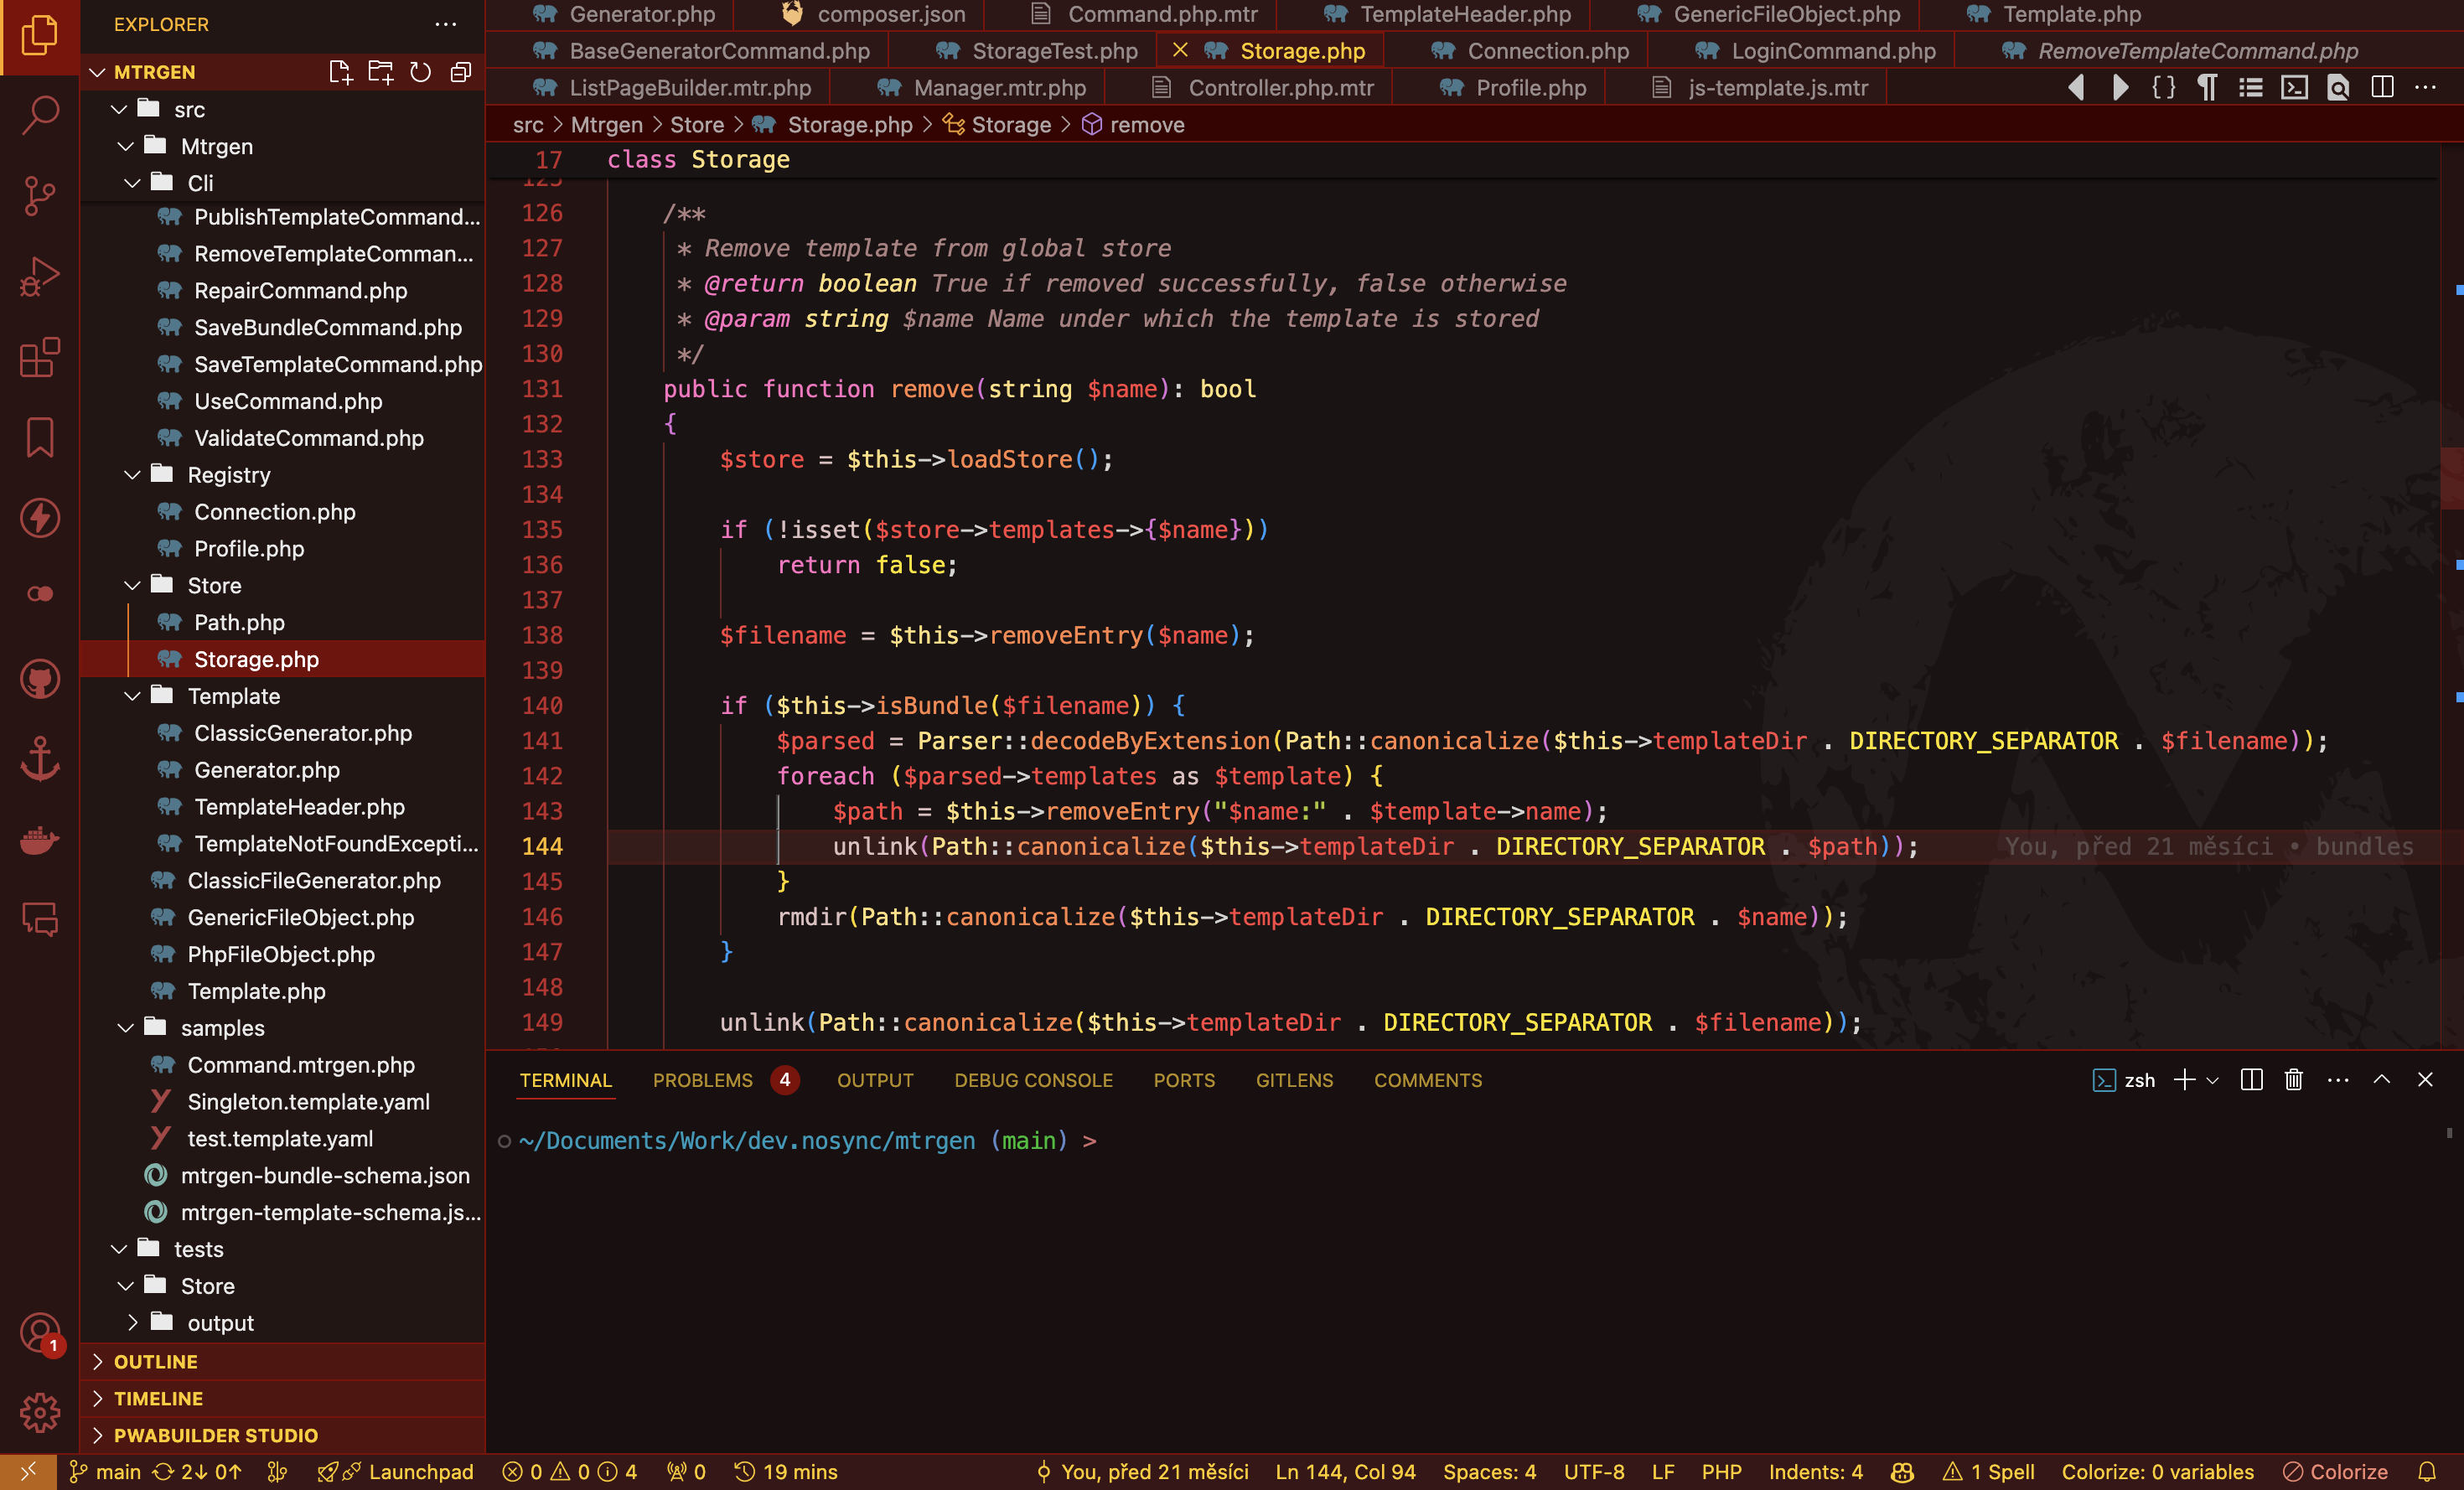 EXPLORER
MTRGEN
src
Mtrgen
Cli
PublishTemplateCommand...
RemoveTemplateComman...
RepairCommand.php
SaveBundleCommand.php
SaveTemplateCommand.php
UseCommand.php
ValidateCommand.php
Registry
Connection.php
Profile.php
Store
Path.php
Storage.php
Template
ClassicGenerator.php
Generator.php
TemplateHeader.php
TemplateNotFoundExcepti...
ClassicFileGenerator.php
GenericFileObject.php
PhpFileObject.php
Template.php
samples
Command.mtrgen.php
Singleton.template.yaml
test.template.yaml
mtrgen-bundle-schema.json
mtrgen-template-schema.js...
tests
Store
output
OUTLINE
TIMELINE
PWABUILDER STUDIO
1
Generator.php composer.json Command.php.mtr TemplateHeader.php GenericFileObject.php Template.php
BaseGeneratorCommand.php StorageTest.php Storage.php Connection.php LoginCommand.php RemoveTemplateCommand.php
ListPageBuilder.mtr.php Manager.mtr.php Controller.php.mtr Profile.php js-template.js.mtr
src > Mtrgen > Store > Storage.php > Storage > remove
17 class Storage
125
126 /**
127 * Remove template from global store
128 * @return boolean True if removed successfully, false otherwise
129 * @param string $name Name under which the template is stored
130 */
131 public function remove(string $name): bool
132 {
133 $store = $this->loadStore();
134
135 if (!isset($store->templates->{$name}))
136 return false;
137
138 $filename = $this->removeEntry($name);
139
140 if ($this->isBundle($filename)) {
141 $parsed = Parser::decodeByExtension(Path::canonicalize($this->templateDir . DIRECTORY_SEPARATOR . $filename));
142 foreach ($parsed->templates as $template) {
143 $path = $this->removeEntry("$name:" . $template->name);
144 unlink(Path::canonicalize($this->templateDir . DIRECTORY_SEPARATOR . $path)); You, před 21 měsíci • bundles
145 }
146 rmdir(Path::canonicalize($this->templateDir . DIRECTORY_SEPARATOR . $name));
147 }
148
149 unlink(Path::canonicalize($this->templateDir . DIRECTORY_SEPARATOR . $filename));
TERMINAL PROBLEMS 4 OUTPUT DEBUG CONSOLE PORTS GITLENS COMMENTS zsh
~/Documents/Work/dev.nosync/mtrgen (main) >
main 2↓ 0↑ Launchpad 0 0 4 0 19 mins You, před 21 měsíci Ln 144, Col 94 Spaces: 4 UTF-8 LF PHP Indents: 4 1 Spell Colorize: 0 variables Colorize